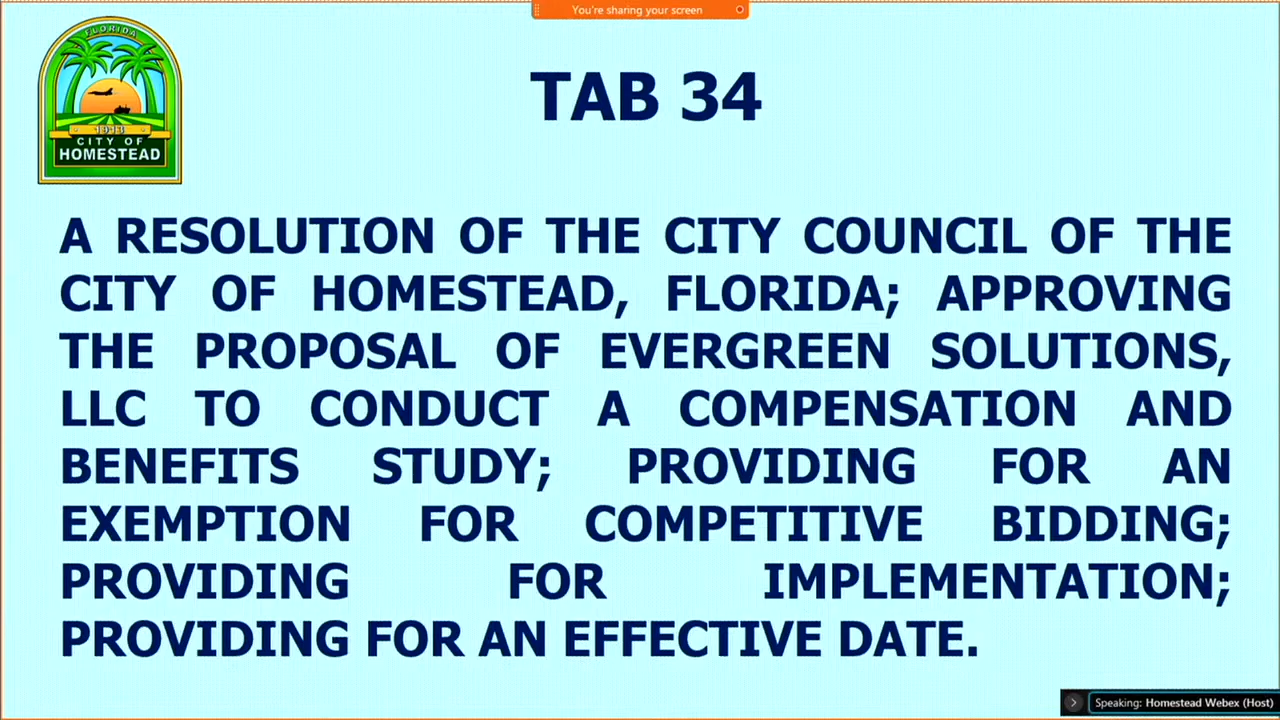 You're sharing your screen
FLORIDA
1913
CITY OF
HOMESTEAD
TAB 34
A RESOLUTION OF THE CITY COUNCIL OF THE
CITY OF HOMESTEAD, FLORIDA; APPROVING
THE PROPOSAL OF EVERGREEN SOLUTIONS,
LLC TO CONDUCT A COMPENSATION AND
BENEFITS STUDY; PROVIDING FOR AN
EXEMPTION FOR COMPETITIVE BIDDING;
PROVIDING FOR IMPLEMENTATION;
PROVIDING FOR AN EFFECTIVE DATE.
Speaking: Homestead Webex (Host)